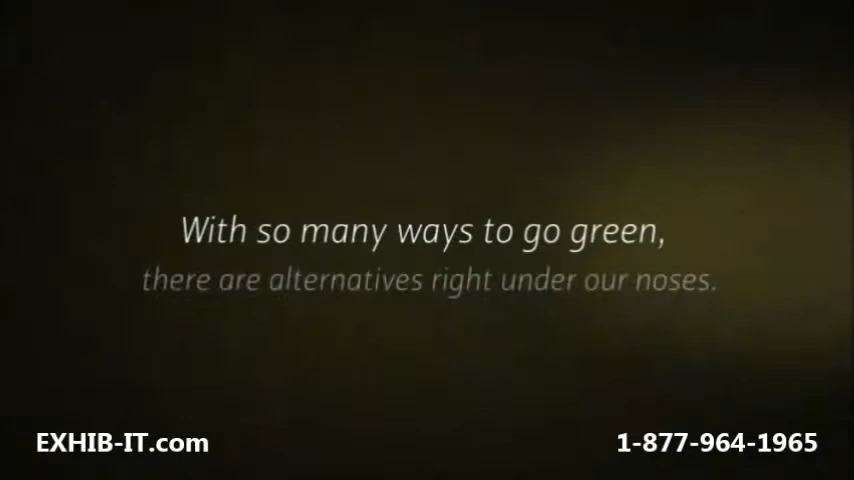 With so many ways to go green,
there are alternatives right under our noses.
EXHIB-IT.com
1-877-964-1965